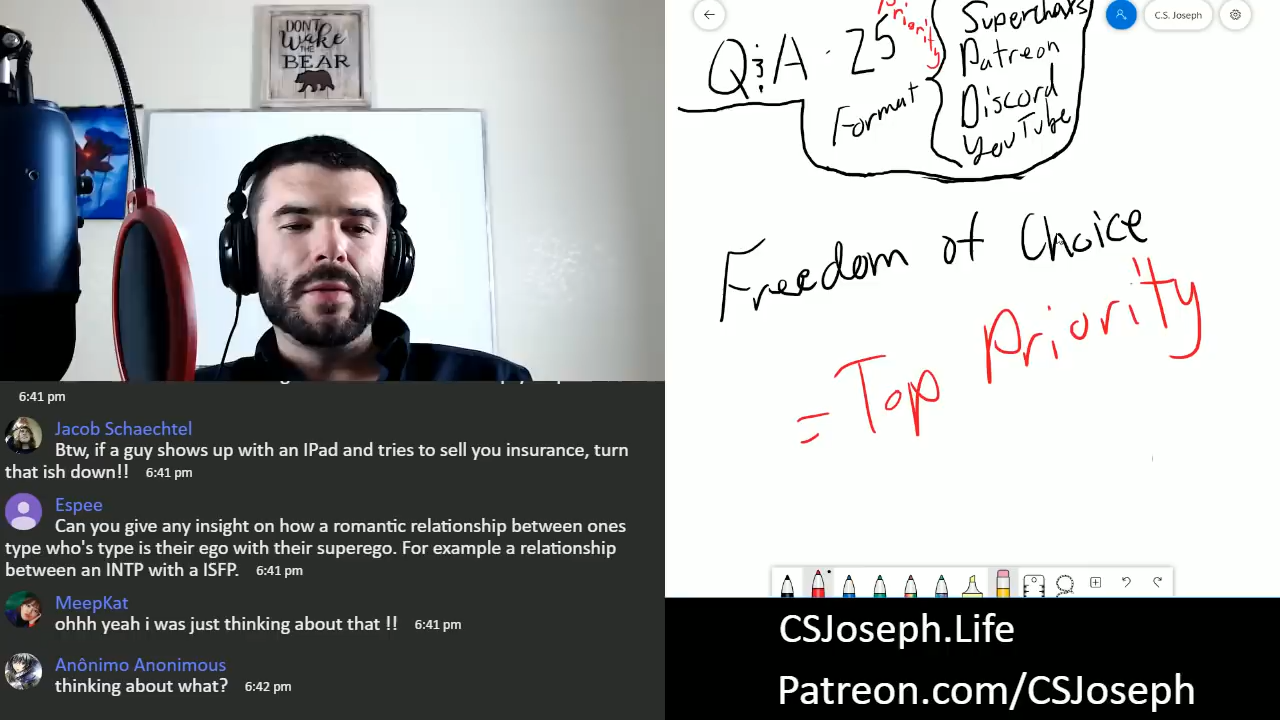 DON'T
Wake
THE
BEAR
6:41 pm
Jacob Schaechtel
Btw, if a guy shows up with an IPad and tries to sell you insurance, turn
that ish down!! 6:41 pm
Espee
Can you give any insight on how a romantic relationship between ones
type who's type is their ego with their superego. For example a relationship
between an INTP with a ISFP. 6:41 pm
MeepKat
ohhh yeah i was just thinking about that !! 6:41 pm
Anônimo Anonimous
thinking about what? 6:42 pm
C.S. Joseph
Q&A - 25
Format
Priority
Superchats
Patreon
Discord
YouTube
Freedom of Choice
= Top Priority
CSJoseph.Life
Patreon.com/CSJoseph